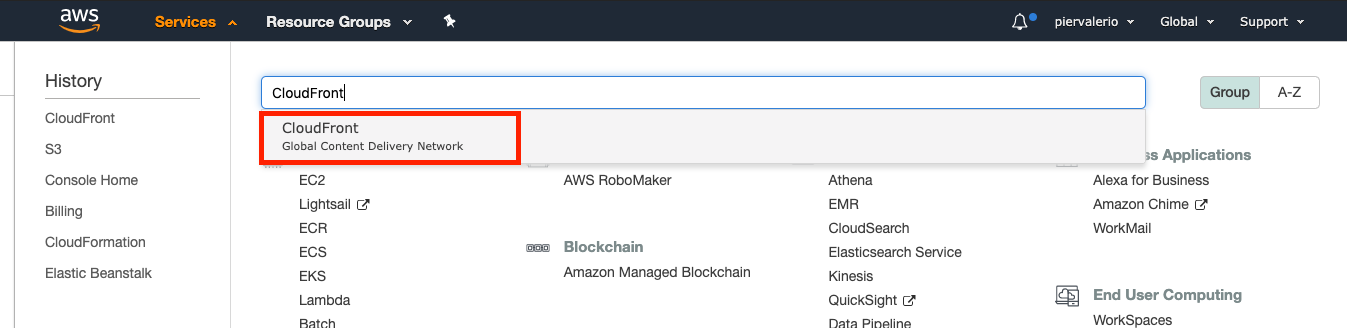 aws
Services
Resource Groups
piervalerio
Global
Support
History
CloudFront
S3
Console Home
Billing
CloudFormation
Elastic Beanstalk
CloudFront
Group
A-Z
CloudFront
Global Content Delivery Network
EC2
Lightsail
ECR
ECS
EKS
Lambda
Batch
AWS RoboMaker
Blockchain
Amazon Managed Blockchain
Athena
EMR
CloudSearch
Elasticsearch Service
Kinesis
QuickSight
Data Pipeline
Applications
Alexa for Business
Amazon Chime
WorkMail
End User Computing
WorkSpaces